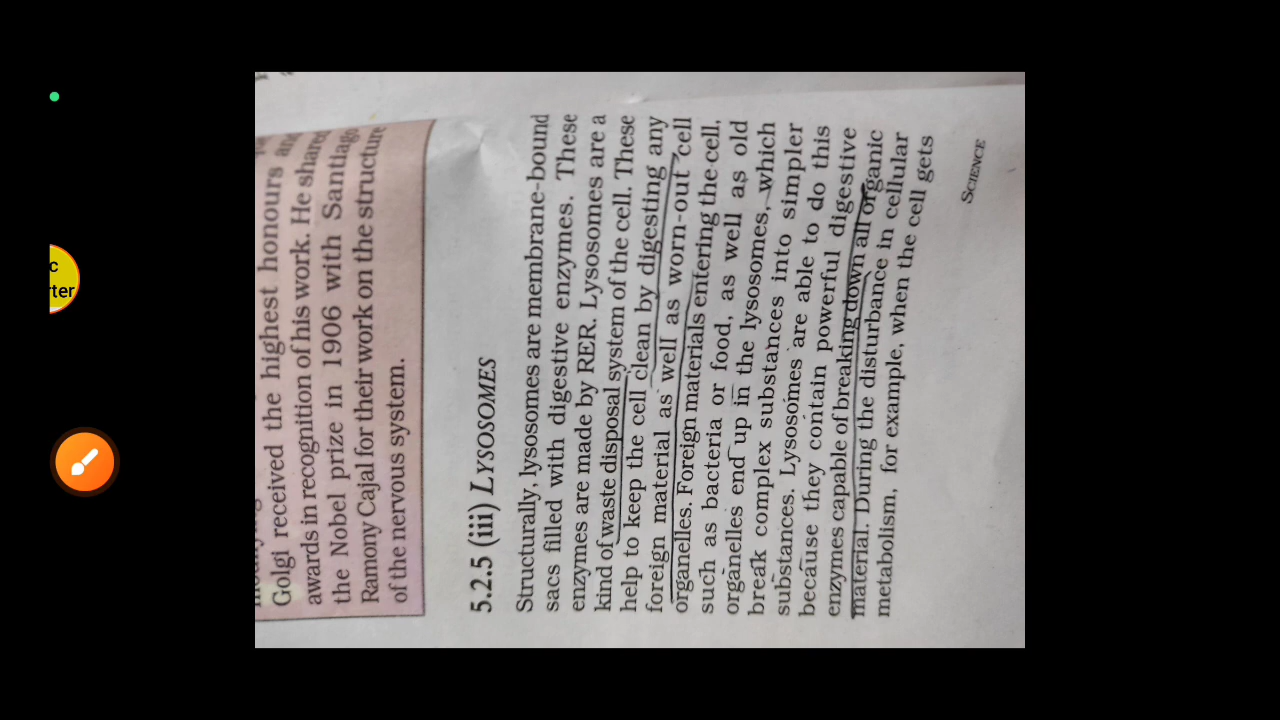 Golgi received the highest honours and
awards in recognition of his work. He shared
the Nobel prize in 1906 with Santiago
Ramony Cajal for their work on the structure
of the nervous system.
5.2.5 (iii) LYSOSOMES
Structurally, lysosomes are membrane-bound
sacs filled with digestive enzymes. These
enzymes are made by RER. Lysosomes are a
kind of waste disposal system of the cell. These
help to keep the cell clean by digesting any
foreign material as well as worn-out cell
organelles. Foreign materials entering the cell,
such as bacteria or food, as well as old
organelles end up in the lysosomes, which
break complex substances into simpler
substances. Lysosomes are able to do this
because they contain powerful digestive
enzymes capable of breaking down all organic
material. During the disturbance in cellular
metabolism, for example, when the cell gets
SCIENCE